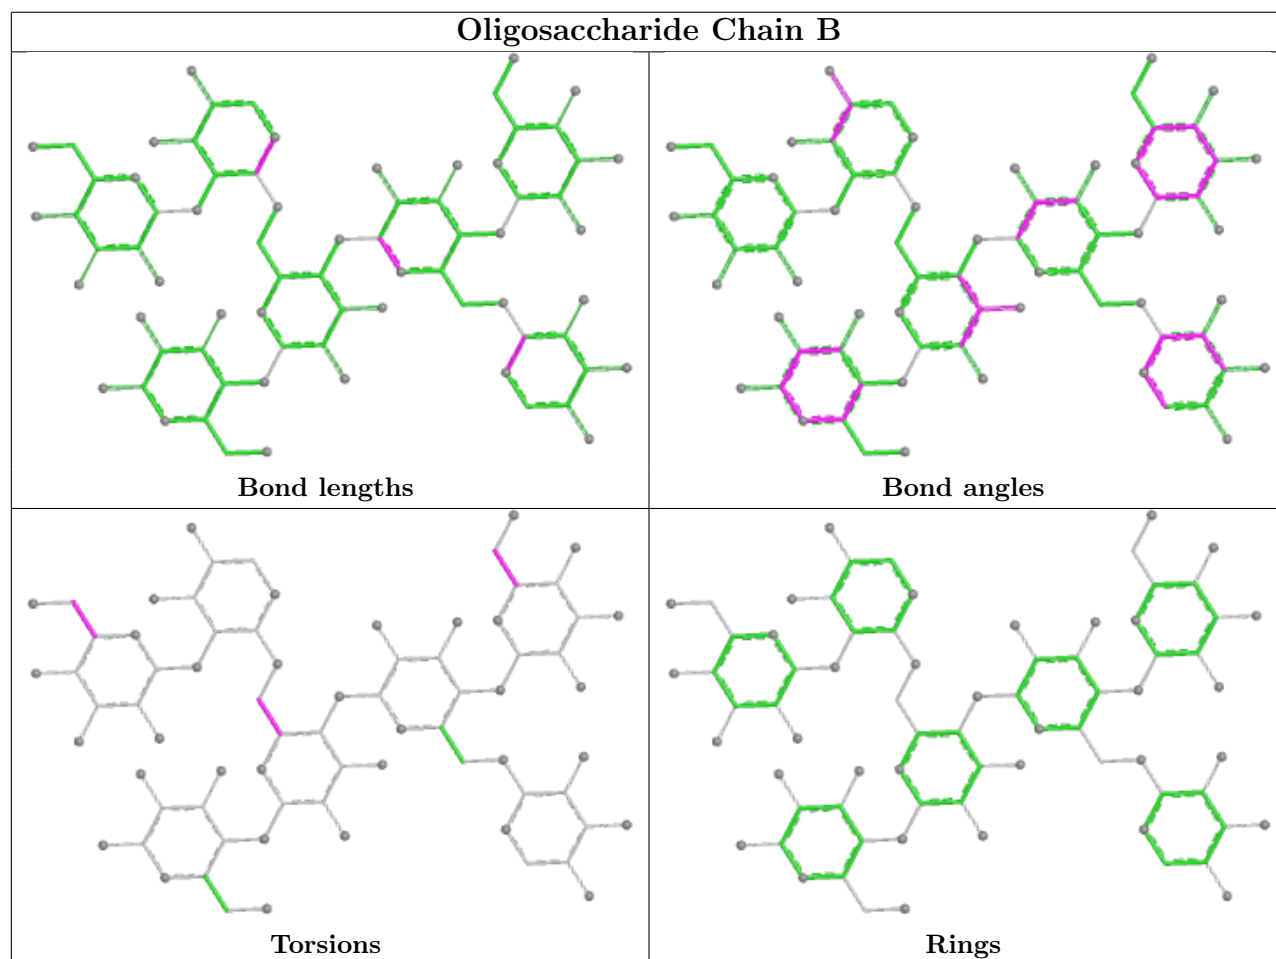 Oligosaccharide Chain B
Bond lengths
Bond angles
Torsions
Rings